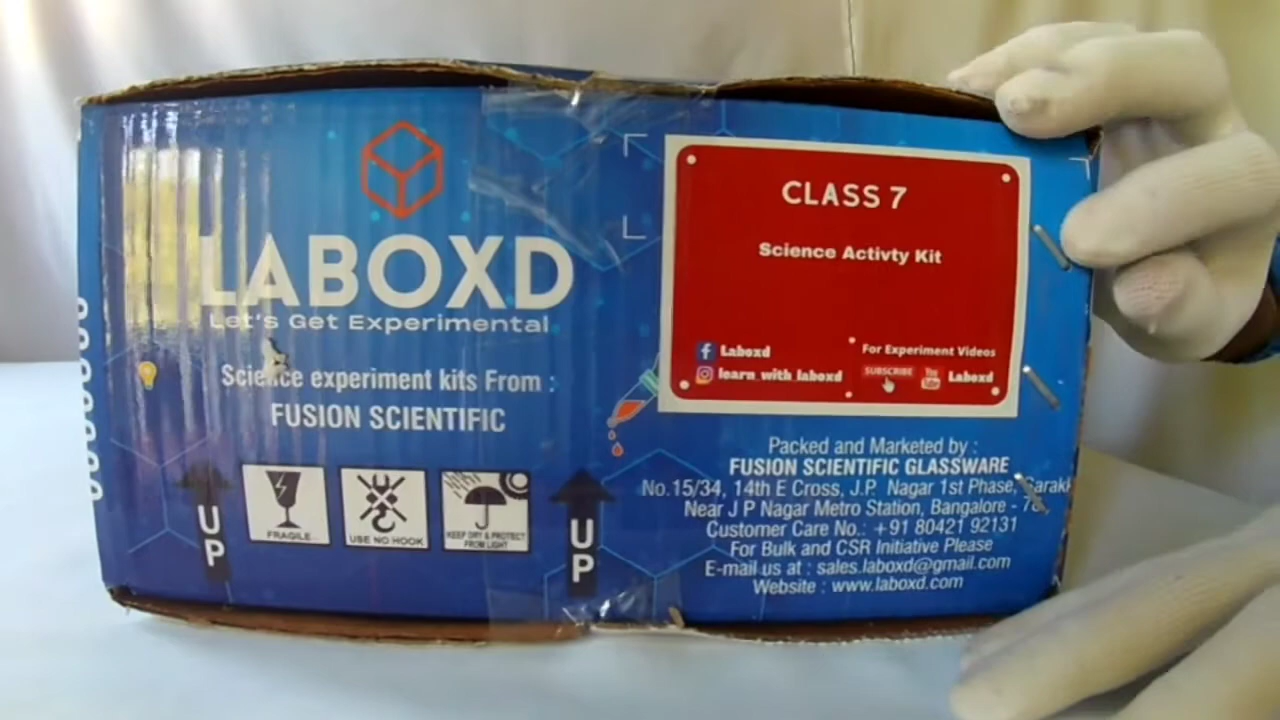 LABOXD
Let's Get Experimental
Science experiment kits From :
FUSION SCIENTIFIC
UP
FRAGILE
USE NO HOOK
KEEP DRY & PROTECT
FROM LIGHT
UP
CLASS 7
Science Activty Kit
Laboxd
learn_with_laboxd
For Experiment Videos
SUBSCRIBE
You Tube
Laboxd
Packed and Marketed by :
FUSION SCIENTIFIC GLASSWARE
No.15/34, 14th E Cross, J.P. Nagar 1st Phase,
Near J P Nagar Metro Station, Bangalore -
Customer Care No.: +91 80421 92131
For Bulk and CSR Initiative Please
E-mail us at : sales.laboxd@gmail.com
Website : www.laboxd.com